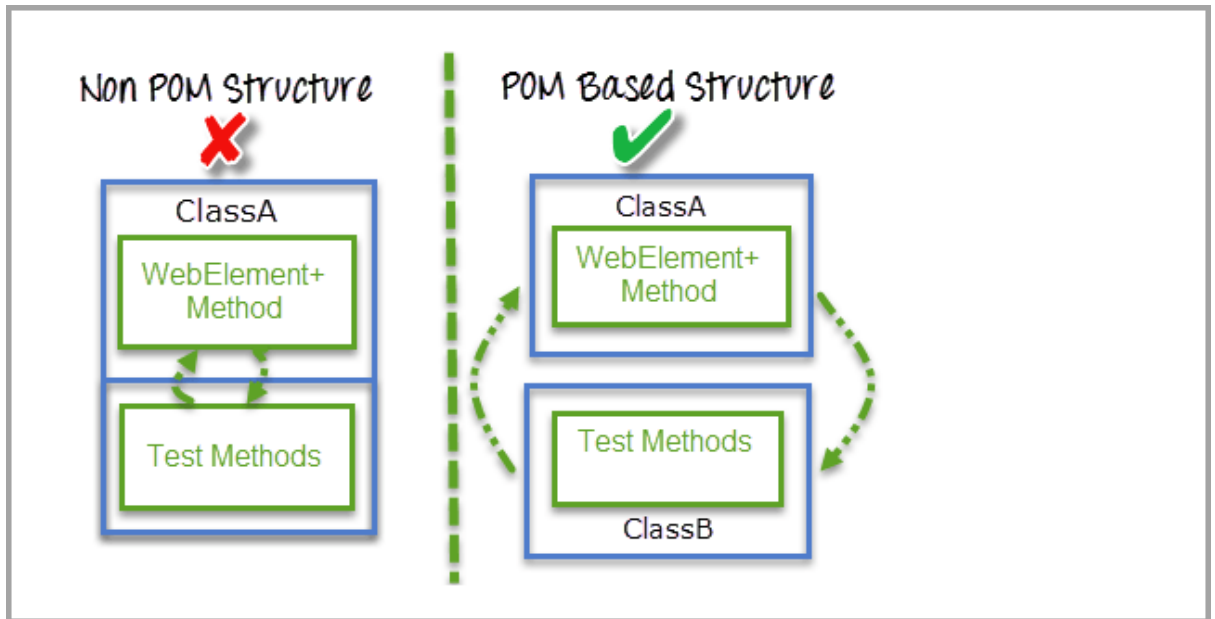 Non POM Structure
ClassA
WebElement+
Method
Test Methods
POM Based Structure
ClassA
WebElement+
Method
Test Methods
ClassB